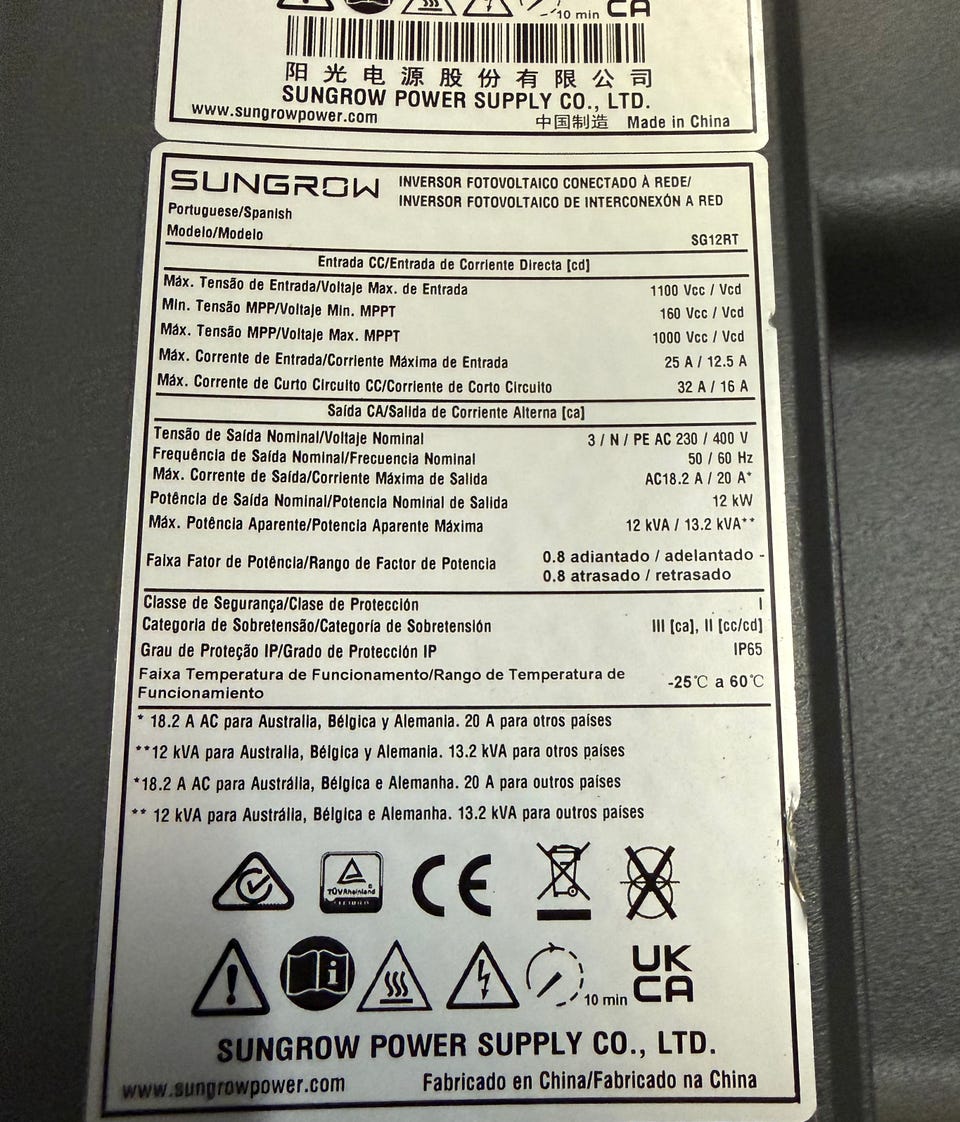 10 min CA
阳光电源股份有限公司
SUNGROW POWER SUPPLY CO., LTD.
www.sungrowpower.com 中国制造 Made in China
SUNGROW INVERSOR FOTOVOLTAICO CONECTADO À REDE/
INVERSOR FOTOVOLTAICO DE INTERCONEXÓN A RED
Portuguese/Spanish
Modelo/Modelo SG12RT
Entrada CC/Entrada de Corriente Directa [cd]
Máx. Tensão de Entrada/Voltaje Max. de Entrada 1100 Vcc / Vcd
Min. Tensão MPP/Voltaje Min. MPPT 160 Vcc / Vcd
Máx. Tensão MPP/Voltaje Max. MPPT 1000 Vcc / Vcd
Máx. Corrente de Entrada/Corriente Máxima de Entrada 25 A / 12.5 A
Máx. Corrente de Curto Circuito CC/Corriente de Corto Circuito 32 A / 16 A
Saída CA/Salida de Corriente Alterna [ca]
Tensão de Saída Nominal/Voltaje Nominal 3 / N / PE AC 230 / 400 V
Frequência de Saída Nominal/Frecuencia Nominal 50 / 60 Hz
Máx. Corrente de Saída/Corriente Máxima de Salida AC18.2 A / 20 A*
Potência de Saída Nominal/Potencia Nominal de Salida 12 kW
Máx. Potência Aparente/Potencia Aparente Máxima 12 kVA / 13.2 kVA**
Faixa Fator de Potência/Rango de Factor de Potencia 0.8 adiantado / adelantado -
0.8 atrasado / retrasado
Classe de Segurança/Clase de Protección I
Categoria de Sobretensão/Categoría de Sobretensión III [ca], II [cc/cd]
Grau de Proteção IP/Grado de Protección IP IP65
Faixa Temperatura de Funcionamento/Rango de Temperatura de
Funcionamiento -25℃ a 60℃
* 18.2 A AC para Australia, Bélgica y Alemania. 20 A para otros países
**12 kVA para Australia, Bélgica y Alemania. 13.2 kVA para otros países
*18.2 A AC para Austrália, Bélgica e Alemanha. 20 A para outros países
** 12 kVA para Austrália, Bélgica e Alemanha. 13.2 kVA para outros países
TÜVRheinland
CE
10 min
UK
CA
SUNGROW POWER SUPPLY CO., LTD.
www.sungrowpower.com Fabricado en China/Fabricado na China